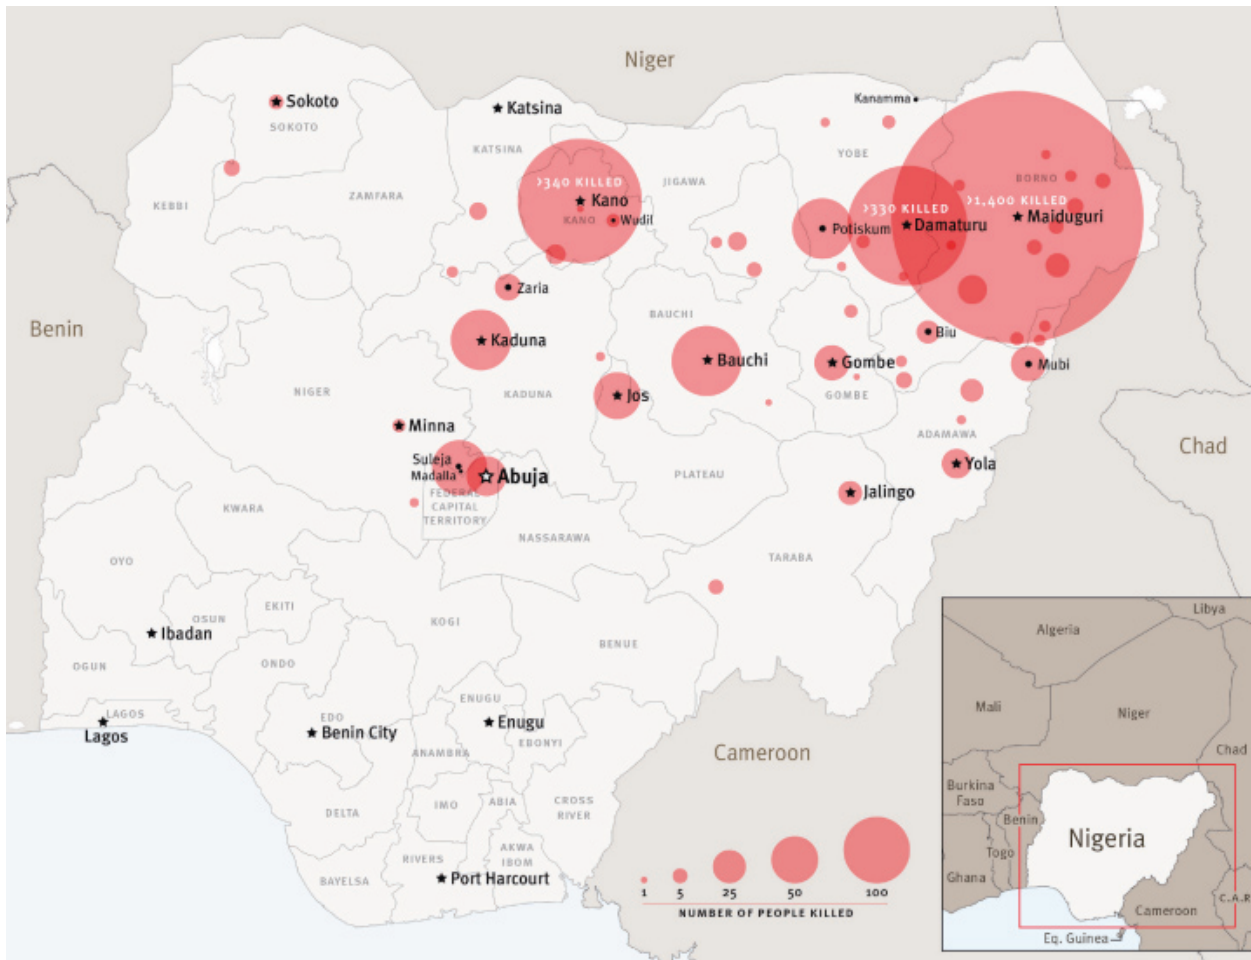 Niger
Kanamma
Sokoto
SOKOTO
Katsina
KATSINA
YOBE
KEBBI
ZAMFARA
JIGAWA
BORNO
>340 KILLED
Kano
KANO
Wudil
>330 KILLED
>1,400 KILLED
Potiskum
Damaturu
Maiduguri
Zaria
Benin
BAUCHI
Kaduna
Biu
Bauchi
Gombe
Mubi
NIGER
KADUNA
Jos
GOMBE
Minna
ADAMAWA
Chad
Suleja
Madalla
Abuja
PLATEAU
Yola
FEDERAL
CAPITAL
TERRITORY
Jalingo
KWARA
NASSARAWA
OYO
TARABA
OSUN
EKITI
Ibadan
KOGI
BENUE
OGUN
ONDO
LAGOS
Lagos
EDO
Benin City
ENUGU
Enugu
ANAMBRA
EBONYI
Cameroon
DELTA
IMO
ABIA
CROSS
RIVER
RIVERS
AKWA
IBOM
BAYELSA
Port Harcourt
1 5 25 50 100
NUMBER OF PEOPLE KILLED
Libya
Algeria
Mali
Niger
Chad
Burkina
Faso
Benin
Nigeria
Togo
Ghana
C.A.R
Cameroon
Eq. Guinea